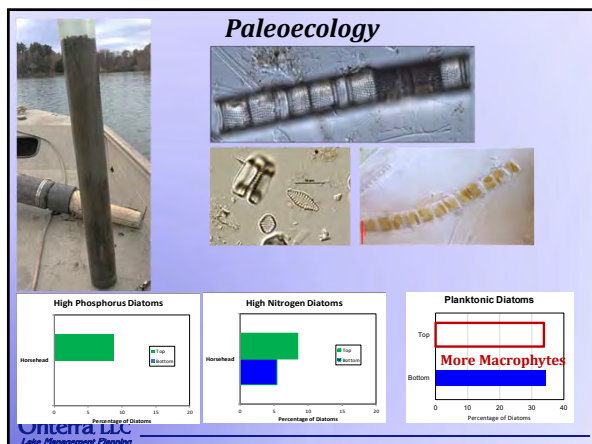 Paleoecology
High Phosphorus Diatoms
Horsehead
Top
Bottom
0 5 10 15 20
Percentage of Diatoms
High Nitrogen Diatoms
Horsehead
Top
Bottom
0 5 10 15 20
Percentage of Diatoms
Planktonic Diatoms
Top
More Macrophytes
Bottom
0 10 20 30 40
Percentage of Diatoms
Onterra, LLC
Lake Management Planning